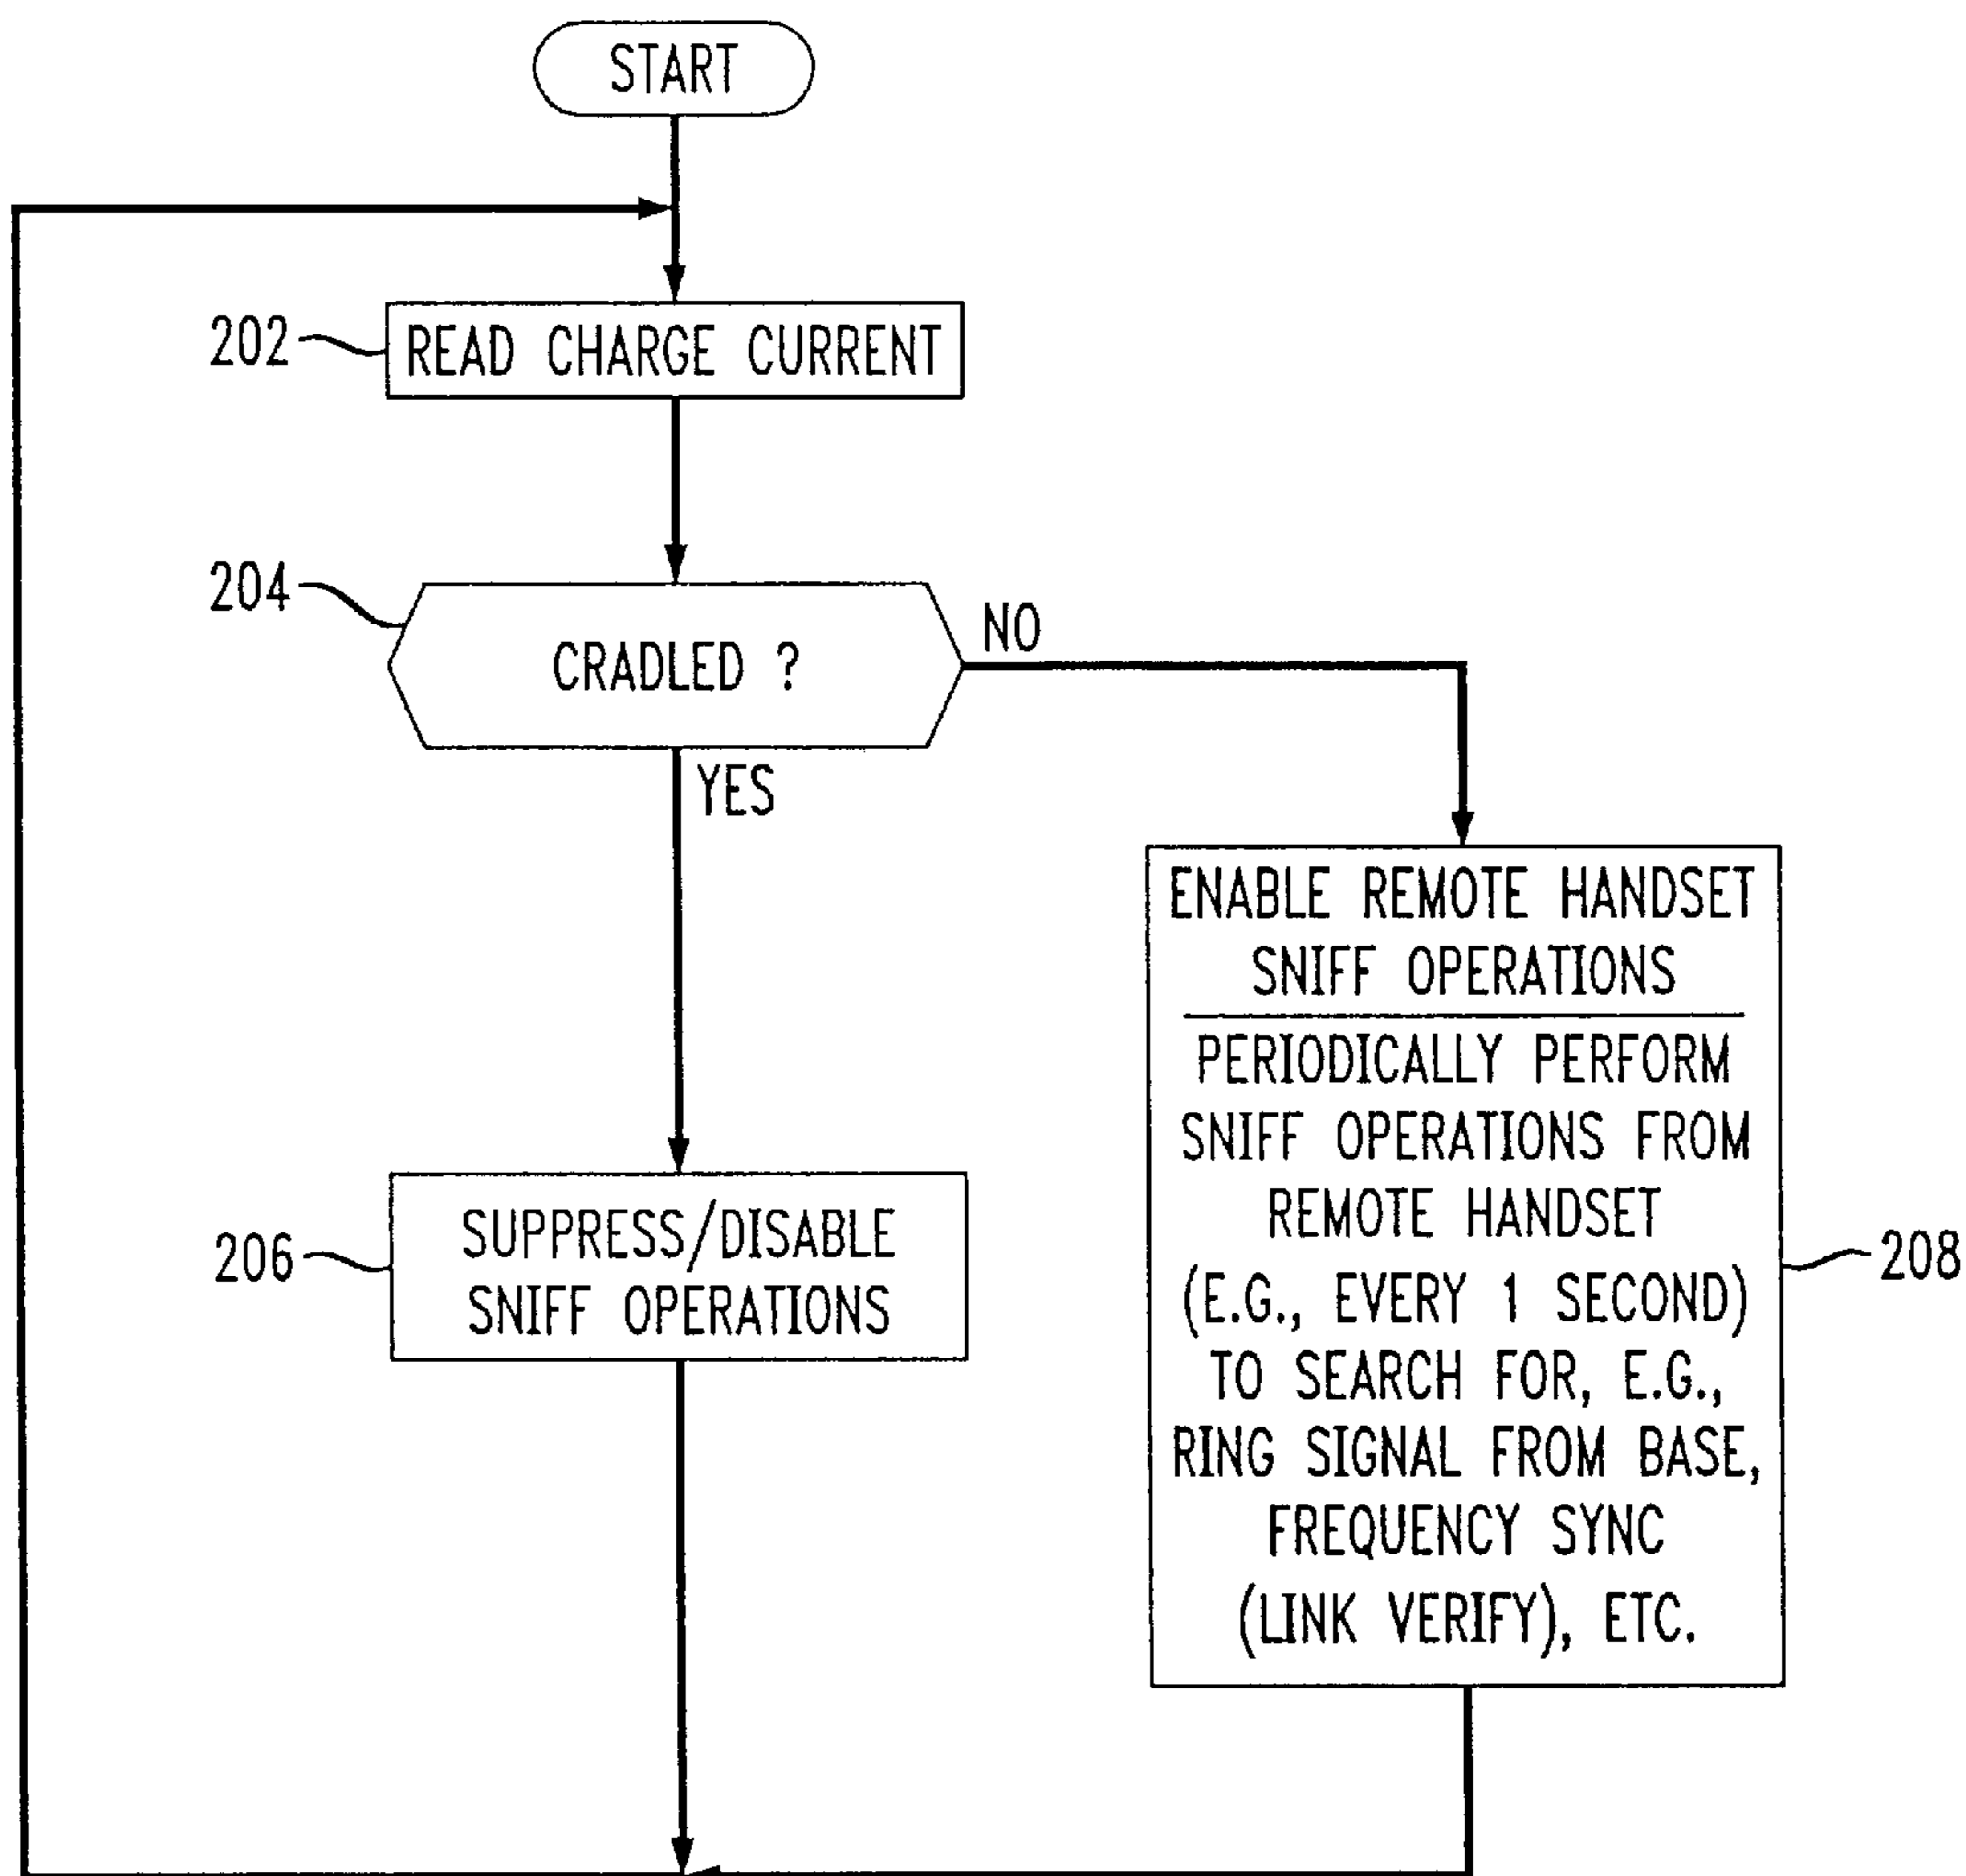 START
202
READ CHARGE CURRENT
204
CRADLED ?
NO
YES
ENABLE REMOTE HANDSET
SNIFF OPERATIONS
PERIODICALLY PERFORM
SNIFF OPERATIONS FROM
REMOTE HANDSET
(E.G., EVERY 1 SECOND)
TO SEARCH FOR, E.G.,
RING SIGNAL FROM BASE,
FREQUENCY SYNC
(LINK VERIFY), ETC.
208
206
SUPPRESS/DISABLE
SNIFF OPERATIONS